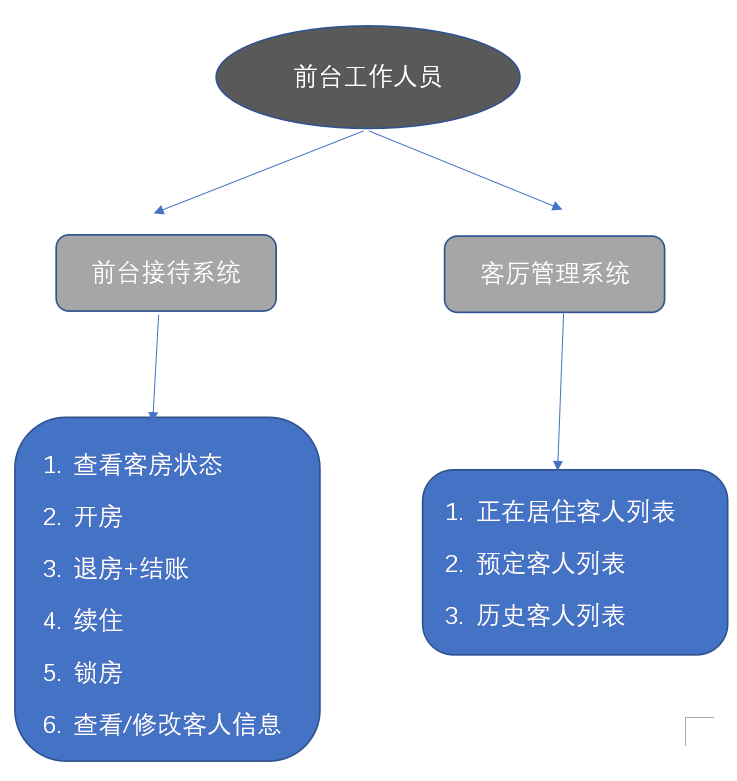 前台工作人员
前台接待系统
客厉管理系统
1. 查看客房状态
2. 开房
3. 退房+结账
4. 续住
5. 锁房
6. 查看/修改客人信息
1. 正在居住客人列表
2. 预定客人列表
3. 历史客人列表